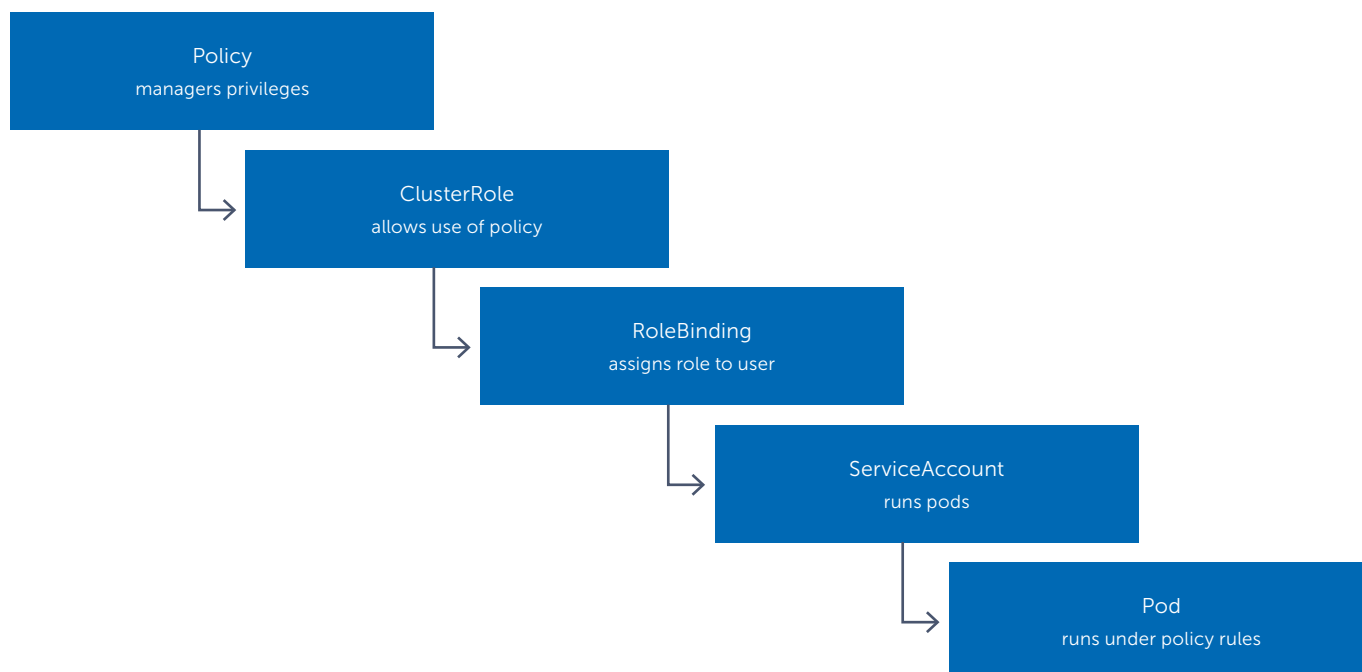 Policy
managers privileges
ClusterRole
allows use of policy
RoleBinding
assigns role to user
ServiceAccount
runs pods
Pod
runs under policy rules